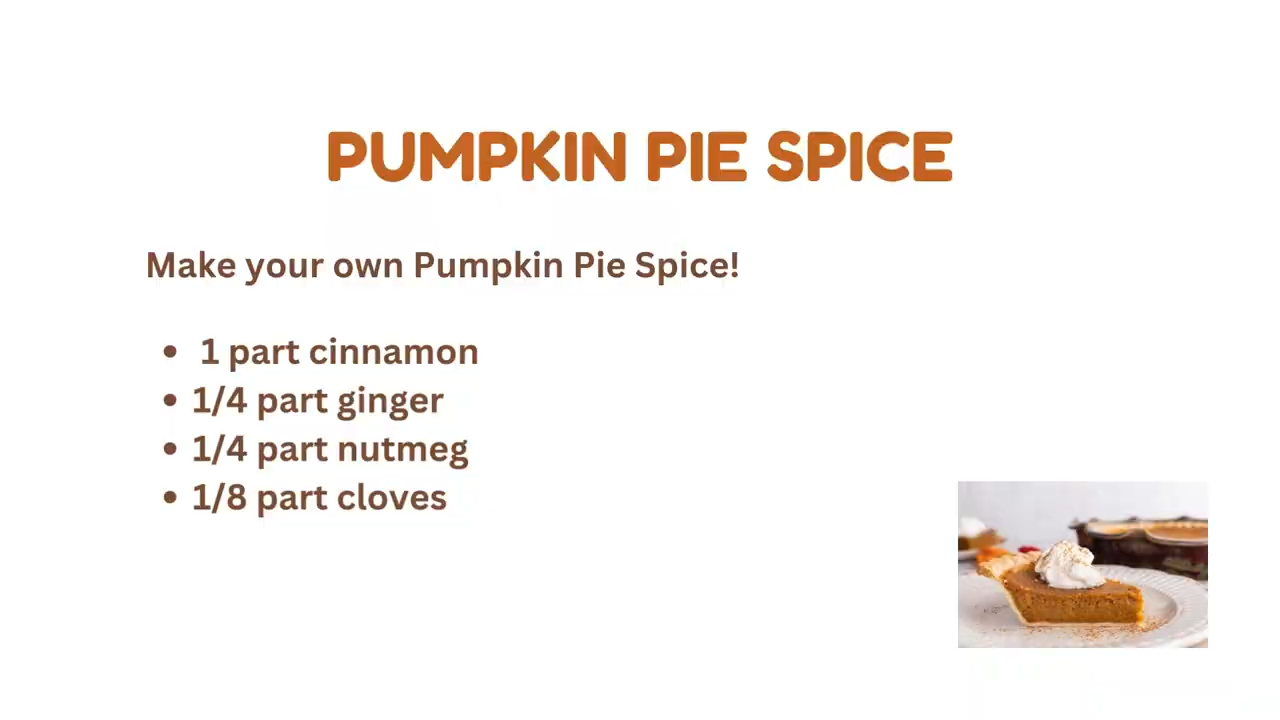 PUMPKIN PIE SPICE
Make your own Pumpkin Pie Spice!
• 1 part cinnamon
• 1/4 part ginger
• 1/4 part nutmeg
• 1/8 part cloves